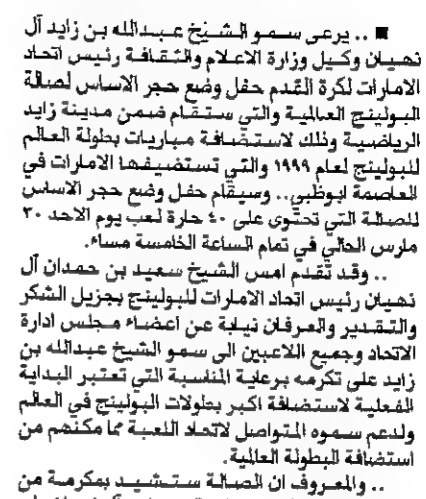 ■ .. يرعى سمو الشيخ عبدالله بن زايد آل
نهيان وكيل وزارة الاعلام والثقافة رئيس اتحاد
الامارات لكرة القدم حفل وضع حجر الاساس لصالة
البولينج العالمية والتي ستقام ضمن مدينة زايد
الرياضية وذلك لاستضافة مباريات بطولة العالم
للبولينج لعام ١٩٩٩ والتي تستضيفها الامارات في
العاصمة ابوظبي.. وسيقام حفل وضع حجر الاساس
للصالة التي تحتوى على ٤٠ حارة لعب يوم الاحد ٣٠
مارس الحالي في تمام الساعة الخامسة مساء.
.. وقد تقدم امس الشيخ سعيد بن حمدان آل
نهيان رئيس اتحاد الامارات للبولينج بجزيل الشكر
والتقدير والعرفان نيابة عن أعضاء مجلس ادارة
الاتحاد وجميع اللاعبين الى سمو الشيخ عبدالله بن
زايد على تكرمه برعاية المناسبة التي تعتبر البداية
الفعلية لاستضافة اكبر بطولات البولينج في العالم
ولدعم سموه المتواصل لاتحاد اللعبة مما مكنهم من
استضافة البطولة العالمية.
.. والمعروف ان الصالة ستشيد بمكرمة من